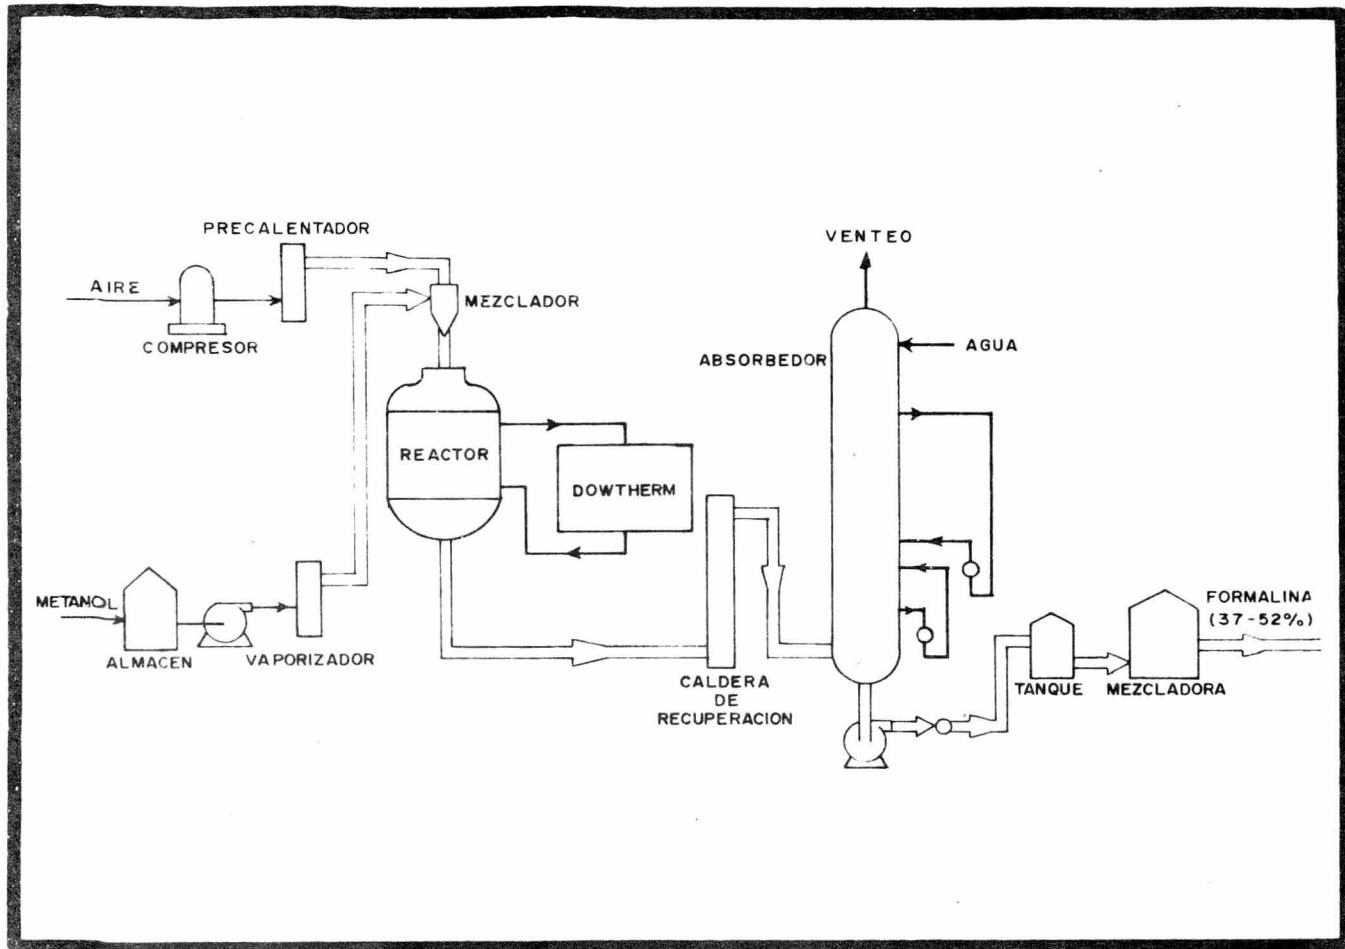 PRECALENTADOR
AIRE
COMPRESOR
MEZCLADOR
VENTEO
AGUA
ABSORBEDOR
REACTOR
DOWTHERM
METANOL
ALMACEN
VAPORIZADOR
CALDERA
DE
RECUPERACION
FORMALINA
(37-52%)
TANQUE
MEZCLADORA